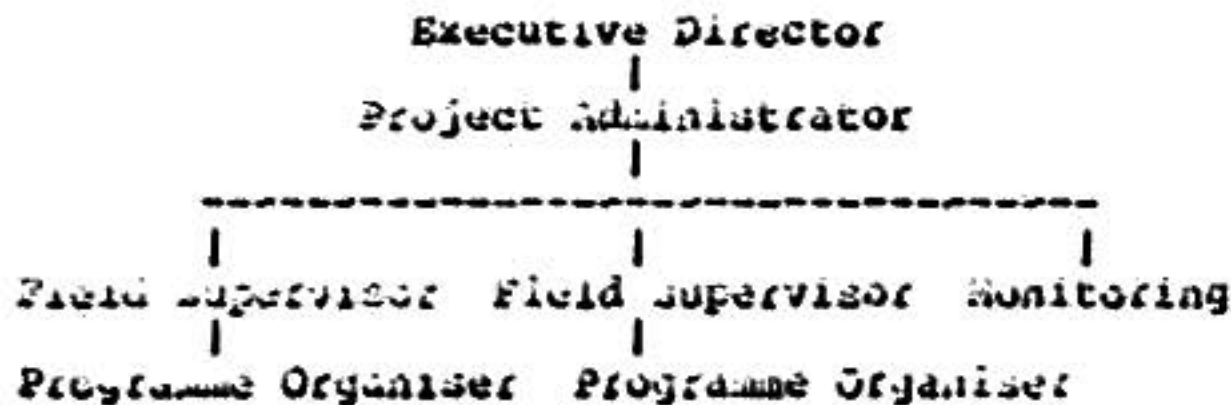 Executive Director
Project Administrator
Field Supervisor Field Supervisor Monitoring
Programme Organiser Programme Organiser